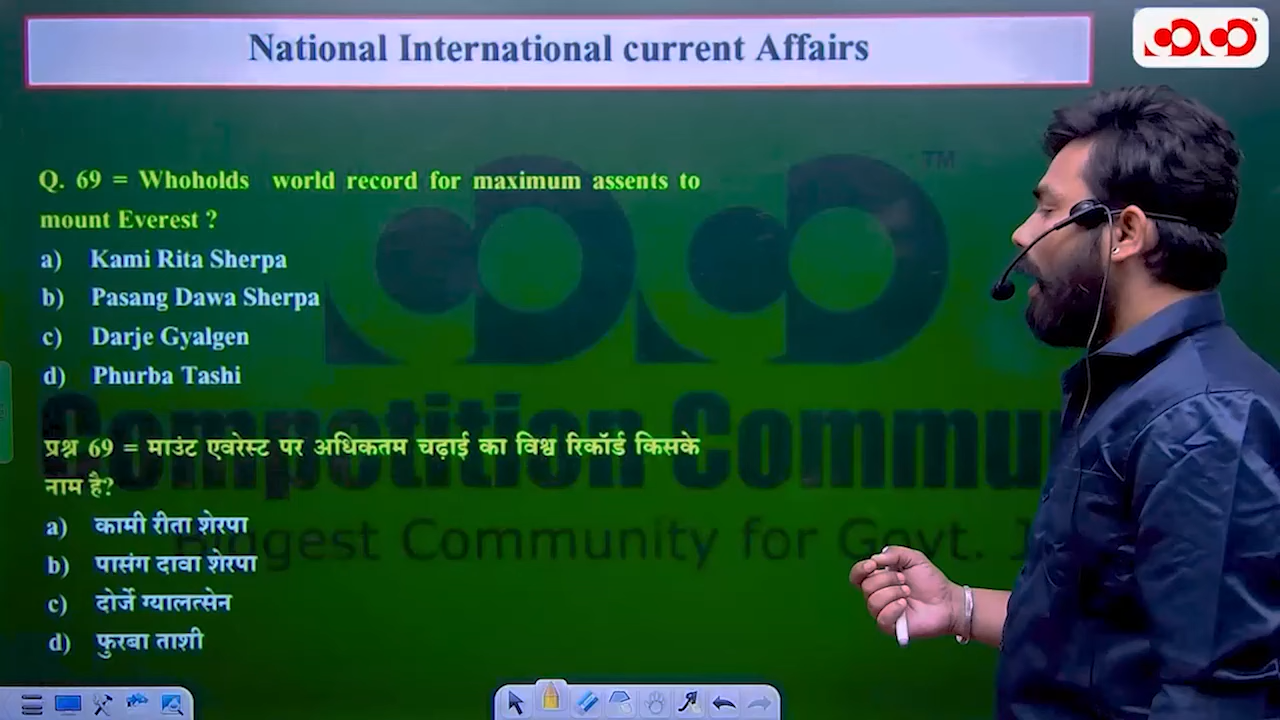 National International current Affairs
TM
Q. 69 = Whoholds world record for maximum assents to
mount Everest ?
a) Kami Rita Sherpa
b) Pasang Dawa Sherpa
c) Darje Gyalgen
d) Phurba Tashi
Competition Commu
प्रश्न 69 = माउंट एवरेस्ट पर अधिकतम चढ़ाई का विश्व रिकॉर्ड किसके
नाम है?
a) कामी रीता शेरपा
Biggest Community for Govt. J
b) पासंग दावा शेरपा
c) दोर्जे ग्यालत्सेन
d) फुरबा ताशी